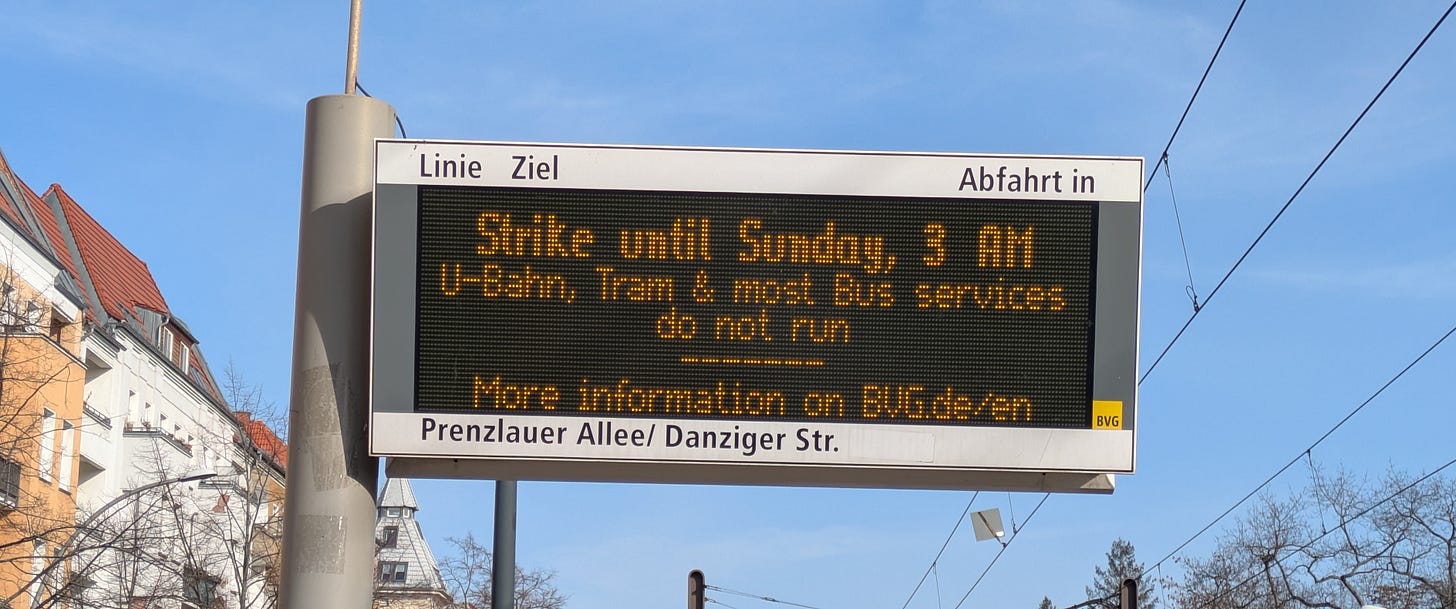 Linie Ziel Abfahrt in
Strike until Sunday, 3 AM
U-Bahn, Tram & most Bus services
do not run
-------
More information on BVG.de/en
BVG
Prenzlauer Allee/ Danziger Str.